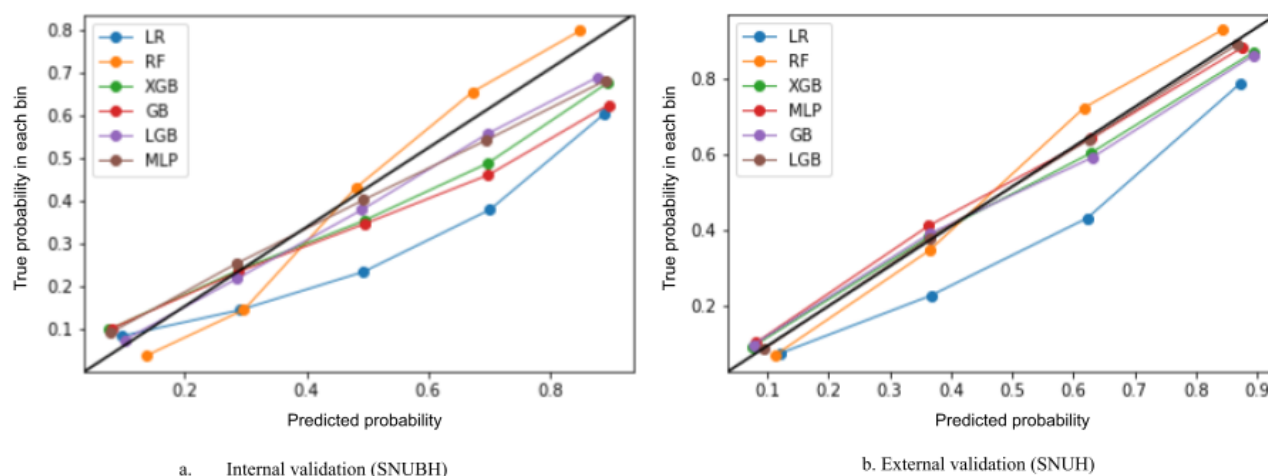 LR
RF
XGB
GB
LGB
MLP
0.8
0.7
0.6
0.5
0.4
0.3
0.2
0.1
True probability in each bin
0.2 0.4 0.6 0.8
Predicted probability
a. Internal validation (SNUBH)
LR
RF
XGB
MLP
GB
LGB
0.8
0.6
0.4
0.2
True probability in each bin
0.1 0.2 0.3 0.4 0.5 0.6 0.7 0.8 0.9
Predicted probability
b. External validation (SNUH)